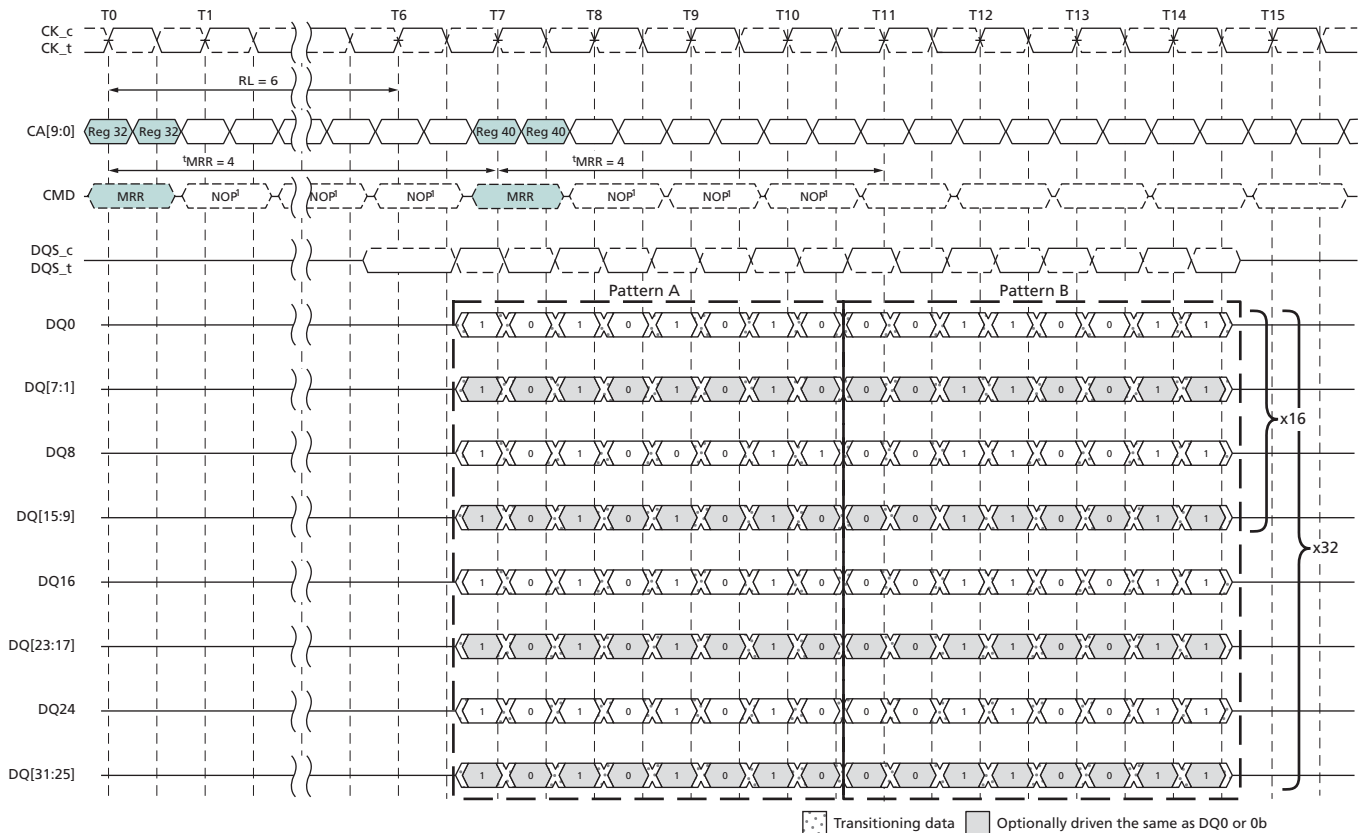 T0 T1 T6 T7 T8 T9 T10 T11 T12 T13 T14 T15
CK_c
CK_t
RL = 6
CA[9:0] Reg 32 Reg 32 Reg 40 Reg 40
tMRR = 4 tMRR = 4
CMD MRR NOP1 NOP1 NOP1 MRR NOP1 NOP1 NOP1
DQS_c
DQS_t
Pattern A Pattern B
DQ0 1 0 1 0 1 0 1 0 0 0 1 1 0 0 1 1
DQ[7:1] 1 0 1 0 1 0 1 0 0 0 1 1 0 0 1 1
x16
DQ8 1 0 1 0 0 0 1 1 0 0 1 1 0 0 1 1
DQ[15:9] 1 0 1 0 1 0 1 0 0 0 1 1 0 0 1 1
x32
DQ16 1 0 1 0 1 0 1 0 0 0 1 1 0 0 1 1
DQ[23:17] 1 0 1 0 1 0 1 0 0 0 1 1 0 0 1 1
DQ24 1 0 1 0 1 0 1 0 0 0 1 1 0 0 1 1
DQ[31:25] 1 0 1 0 1 0 1 0 0 0 1 1 0 0 1 1
Transitioning data Optionally driven the same as DQ0 or 0b